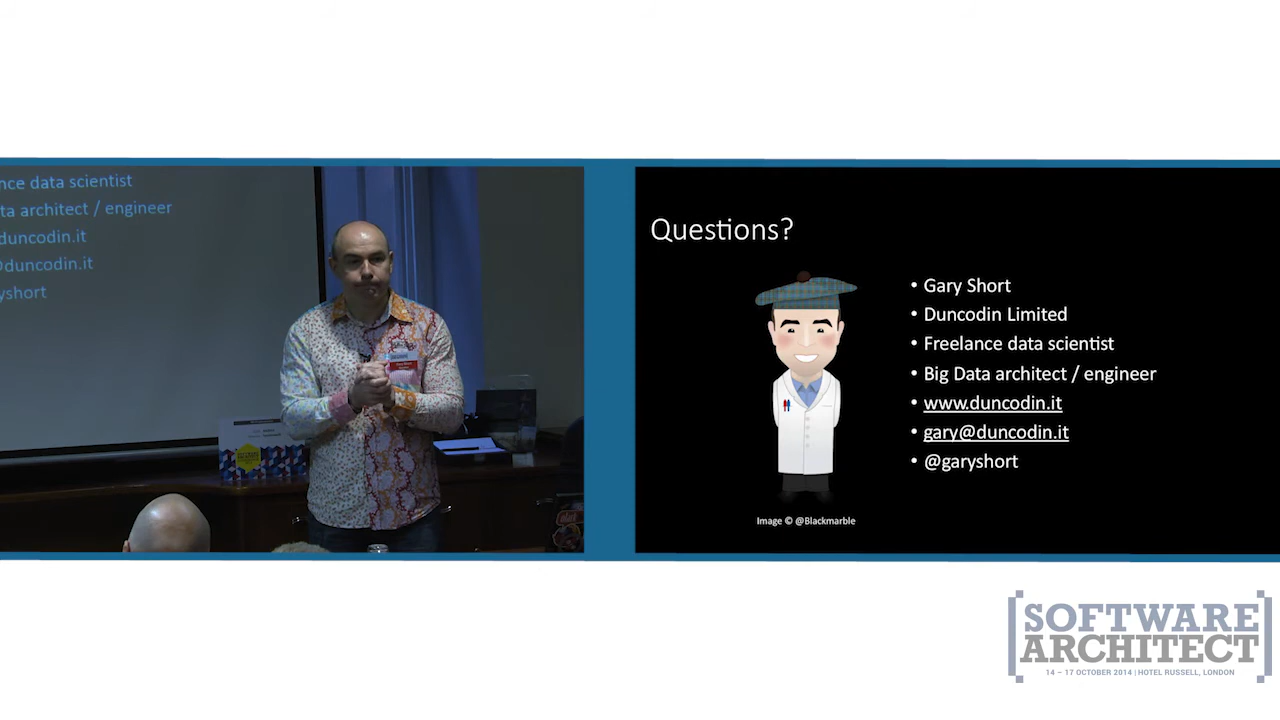 nce data scientist
ta architect / engineer
duncodin.it
@duncodin.it
yshort
Questions?
• Gary Short
• Duncodin Limited
• Freelance data scientist
• Big Data architect / engineer
• www.duncodin.it
• gary@duncodin.it
• @garyshort
Image © @Blackmarble
[SOFTWARE
ARCHITECT]
14 – 17 OCTOBER 2014 | HOTEL RUSSELL, LONDON